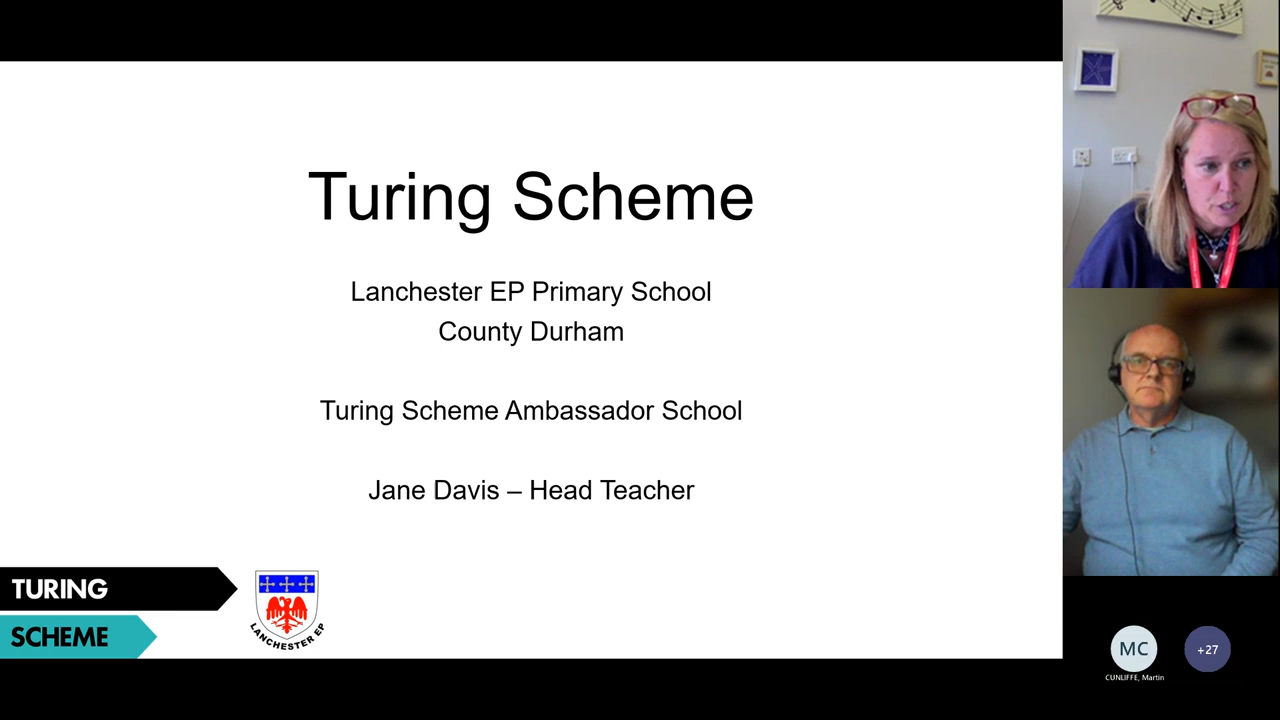 Turing Scheme
Lanchester EP Primary School
County Durham
Turing Scheme Ambassador School
Jane Davis – Head Teacher
TURING
SCHEME
LANCHESTER EP
MC
+27
CUNLIFFE, Martin